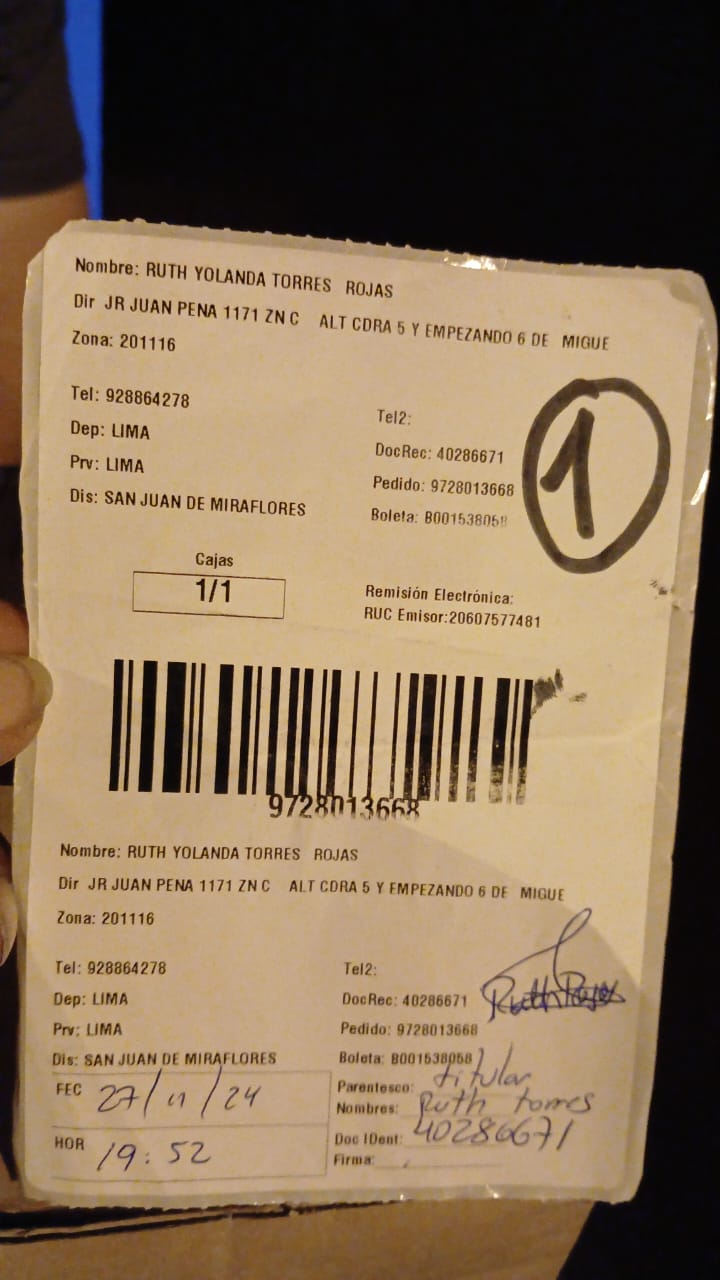 Nombre: RUTH YOLANDA TORRES ROJAS
Dir JR JUAN PENA 1171 ZN C ALT CDRA 5 Y EMPEZANDO 6 DE MIGUE
Zona: 201116
Tel: 928864278
Tel2:
Dep: LIMA
DocRec: 40286671
Prv: LIMA
Pedido: 9728013668
Dis: SAN JUAN DE MIRAFLORES
Boleta: B001538058
1
Cajas
1/1
Remisión Electrónica:
RUC Emisor:20607577481
9728013668
Nombre: RUTH YOLANDA TORRES ROJAS
Dir JR JUAN PENA 1171 ZN C ALT CDRA 5 Y EMPEZANDO 6 DE MIGUE
Zona: 201116
Tel: 928864278
Tel2:
Dep: LIMA
DocRec: 40286671
Prv: LIMA
Pedido: 9728013668
Dis: SAN JUAN DE MIRAFLORES
Boleta: B001538058
FEC 27/11/24
Parentesco: titular
Nombres: Ruth torres
HOR 19:52
Doc IDent: 40286671
Firma: